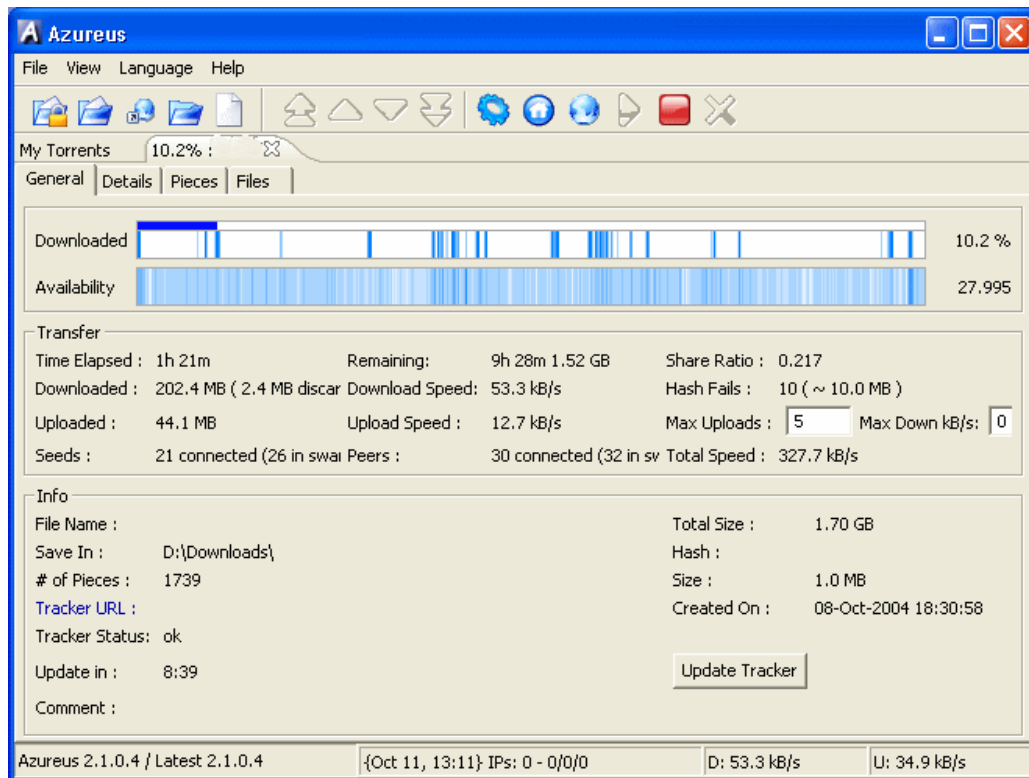 Azureus
File View Language Help
My Torrents 10.2% :
General Details Pieces Files
Downloaded 10.2 %
Availability 27.995
Transfer
Time Elapsed : 1h 21m Remaining: 9h 28m 1.52 GB Share Ratio : 0.217
Downloaded : 202.4 MB ( 2.4 MB discar Download Speed: 53.3 kB/s Hash Fails : 10 ( ~ 10.0 MB )
Uploaded : 44.1 MB Upload Speed : 12.7 kB/s Max Uploads : 5 Max Down kB/s: 0
Seeds : 21 connected (26 in swai Peers : 30 connected (32 in sv Total Speed : 327.7 kB/s
Info
File Name : Total Size : 1.70 GB
Save In : D:\Downloads\ Hash :
# of Pieces : 1739 Size : 1.0 MB
Tracker URL : Created On : 08-Oct-2004 18:30:58
Tracker Status: ok
Update in : 8:39 Update Tracker
Comment :
Azureus 2.1.0.4 / Latest 2.1.0.4 {Oct 11, 13:11} IPs: 0 - 0/0/0 D: 53.3 kB/s U: 34.9 kB/s